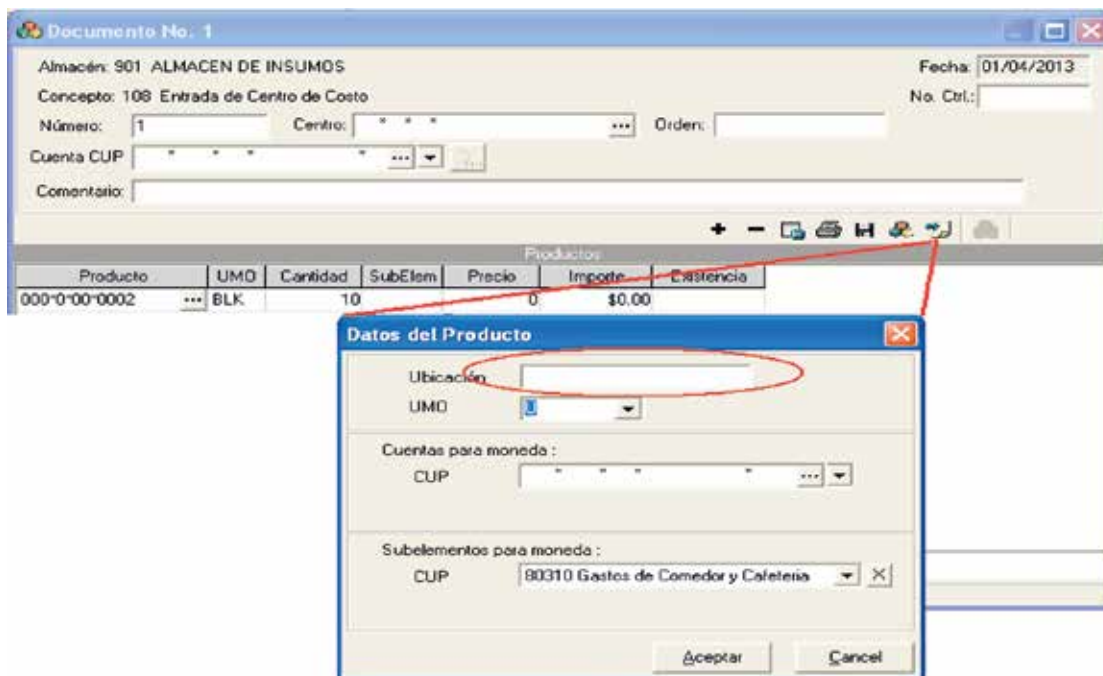 Documento No. 1
Almacén: 901 ALMACEN DE INSUMOS
Fecha: 01/04/2013
Concepto: 108 Entrada de Centro de Costo
No. Ctrl.:
Número: 1 Centro: * * * ... Orden:
Cuenta CUP * * * * ...
Comentario:
Productos
Producto UMO Cantidad SubElem Precio Importe Existencia
000*0*00*0002 ... BLK 10 0 $0.00
Datos del Producto
Ubicación
UMO U
Cuentas para moneda :
CUP * * * * ...
Subelementos para moneda :
CUP 80310 Gastos de Comedor y Cafeteria
Aceptar Cancel